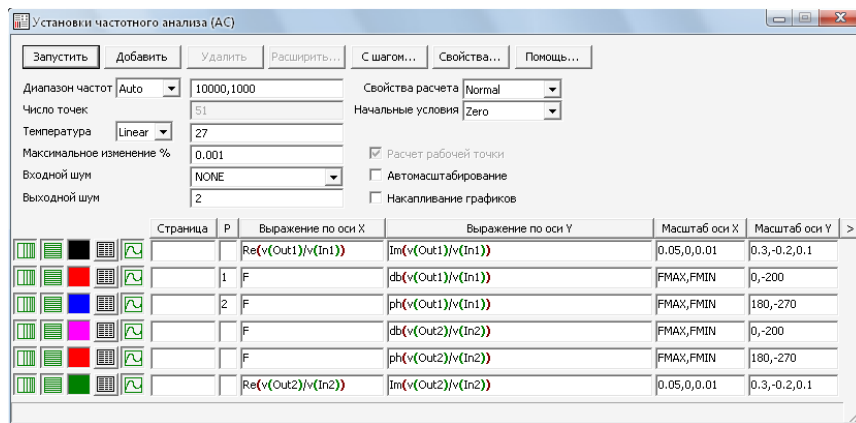 Установки частотного анализа (AC)
Запустить Добавить Удалить Расширить... С шагом... Свойства... Помощь...
Диапазон частот Auto 10000,1000 Свойства расчета Normal
Число точек 51 Начальные условия Zero
Температура Linear 27
Максимальное изменение % 0.001 Расчет рабочей точки
Входной шум NONE Автомасштабирование
Выходной шум 2 Накапливание графиков
Страница P Выражение по оси X Выражение по оси Y Масштаб оси X Масштаб оси Y >
Re(v(Out1)/v(In1)) Im(v(Out1)/v(In1)) 0.05,0,0.01 0.3,-0.2,0.1
1 F db(v(Out1)/v(In1)) FMAX,FMIN 0,-200
2 F ph(v(Out1)/v(In1)) FMAX,FMIN 180,-270
F db(v(Out2)/v(In2)) FMAX,FMIN 0,-200
F ph(v(Out2)/v(In2)) FMAX,FMIN 180,-270
Re(v(Out2)/v(In2)) Im(v(Out2)/v(In2)) 0.05,0,0.01 0.3,-0.2,0.1